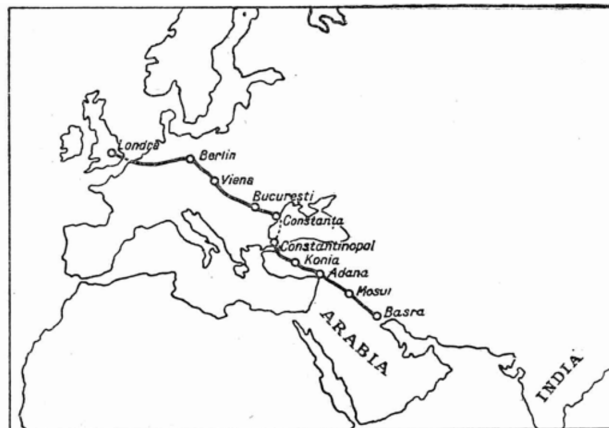 Londra
Berlin
Viena
Bucuresti
Constanta
Constantinopol
Konia
Adana
Mosul
Basra
ARABIA
INDIA